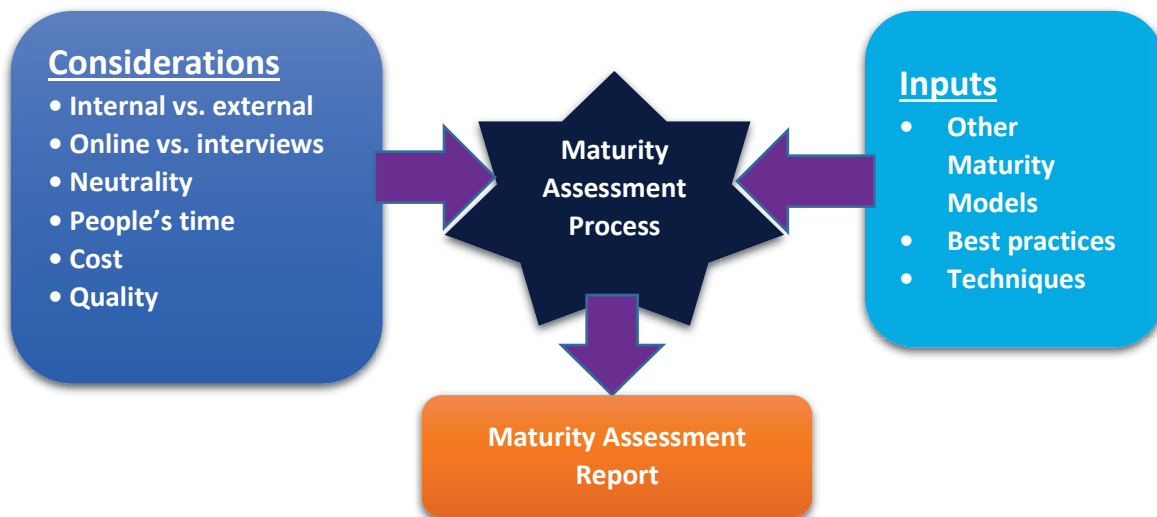 Considerations
• Internal vs. external
• Online vs. interviews
• Neutrality
• People’s time
• Cost
• Quality
Maturity
Assessment
Process
Inputs
• Other
Maturity
Models
• Best practices
• Techniques
Maturity Assessment
Report